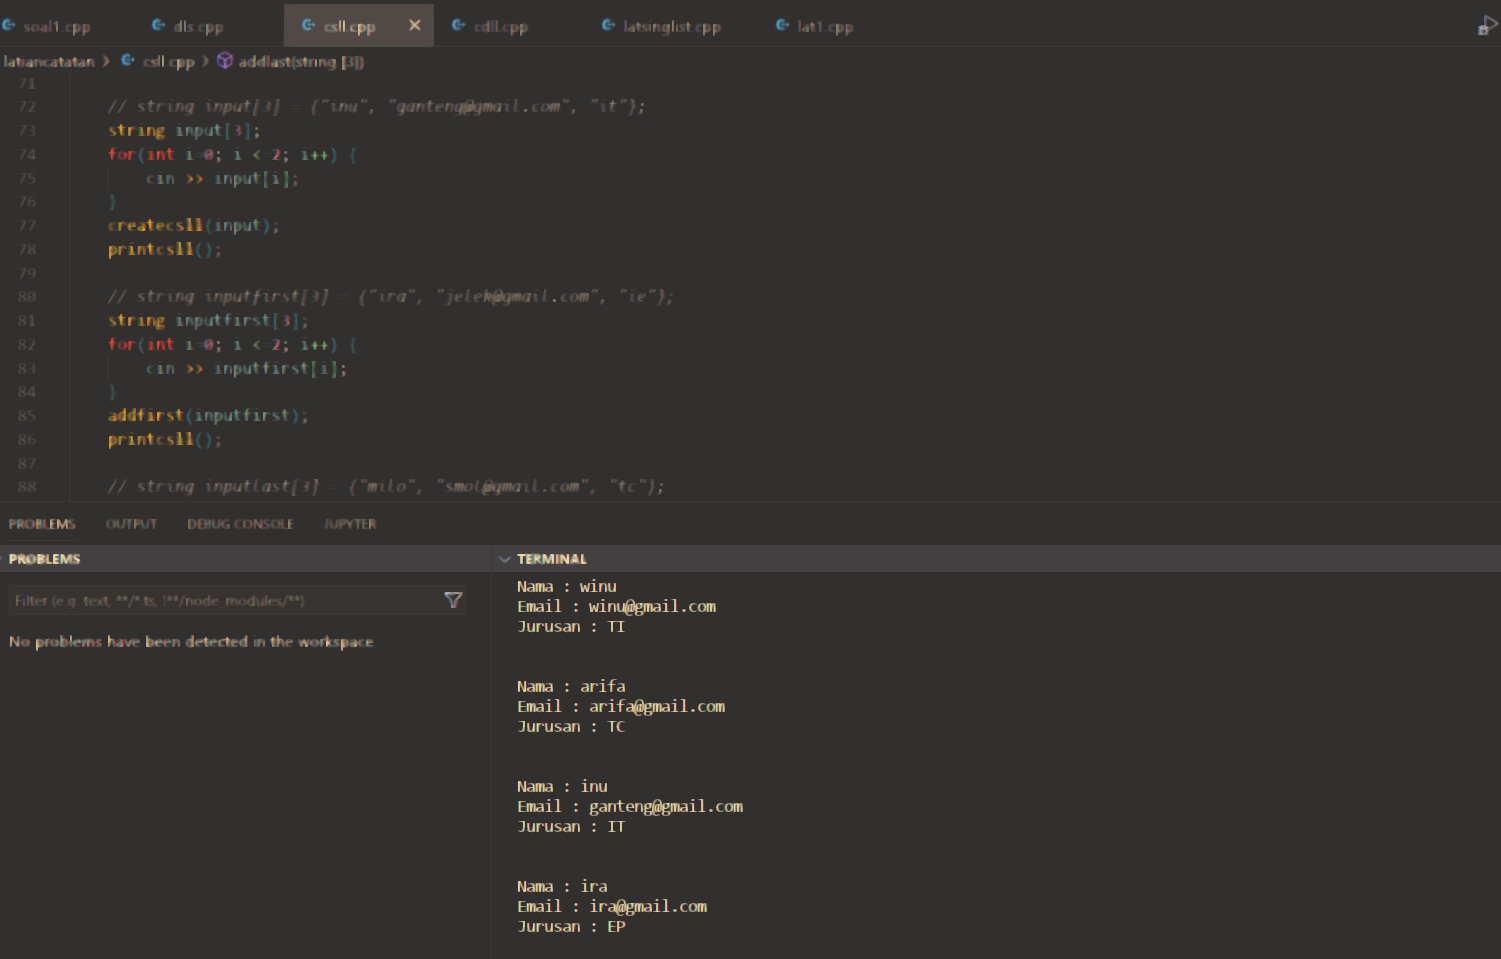 soal1.cpp dls.cpp csll.cpp cdll.cpp latsinglist.cpp lat1.cpp
latiancatatan > csll.cpp > addlast(string [3])
71
72 // string input[3] = {"inu", "ganteng@gmail.com", "it"};
73 string input[3];
74 for(int i=0; i <=2; i++) {
75 cin >> input[i];
76 }
77 createcsll(input);
78 printcsll();
79
80 // string inputfirst[3] = {"ira", "jelek@gmail.com", "ie"};
81 string inputfirst[3];
82 for(int i=0; i <=2; i++) {
83 cin >> inputfirst[i];
84 }
85 addfirst(inputfirst);
86 printcsll();
87
88 // string inputlast[3] = {"milo", "smol@gmail.com", "tc"};
PROBLEMS OUTPUT DEBUG CONSOLE JUPYTER
PROBLEMS
Filter (e.g. text, **/*.ts, !**/node_modules/**)
No problems have been detected in the workspace.
TERMINAL
Nama : winu
Email : winu@gmail.com
Jurusan : TI
Nama : arifa
Email : arifa@gmail.com
Jurusan : TC
Nama : inu
Email : ganteng@gmail.com
Jurusan : IT
Nama : ira
Email : ira@gmail.com
Jurusan : EP